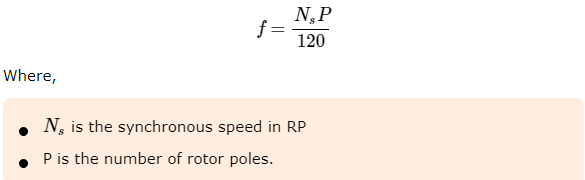 f = NₛP / 120
Where,
Nₛ is the synchronous speed in RP
P is the number of rotor poles.